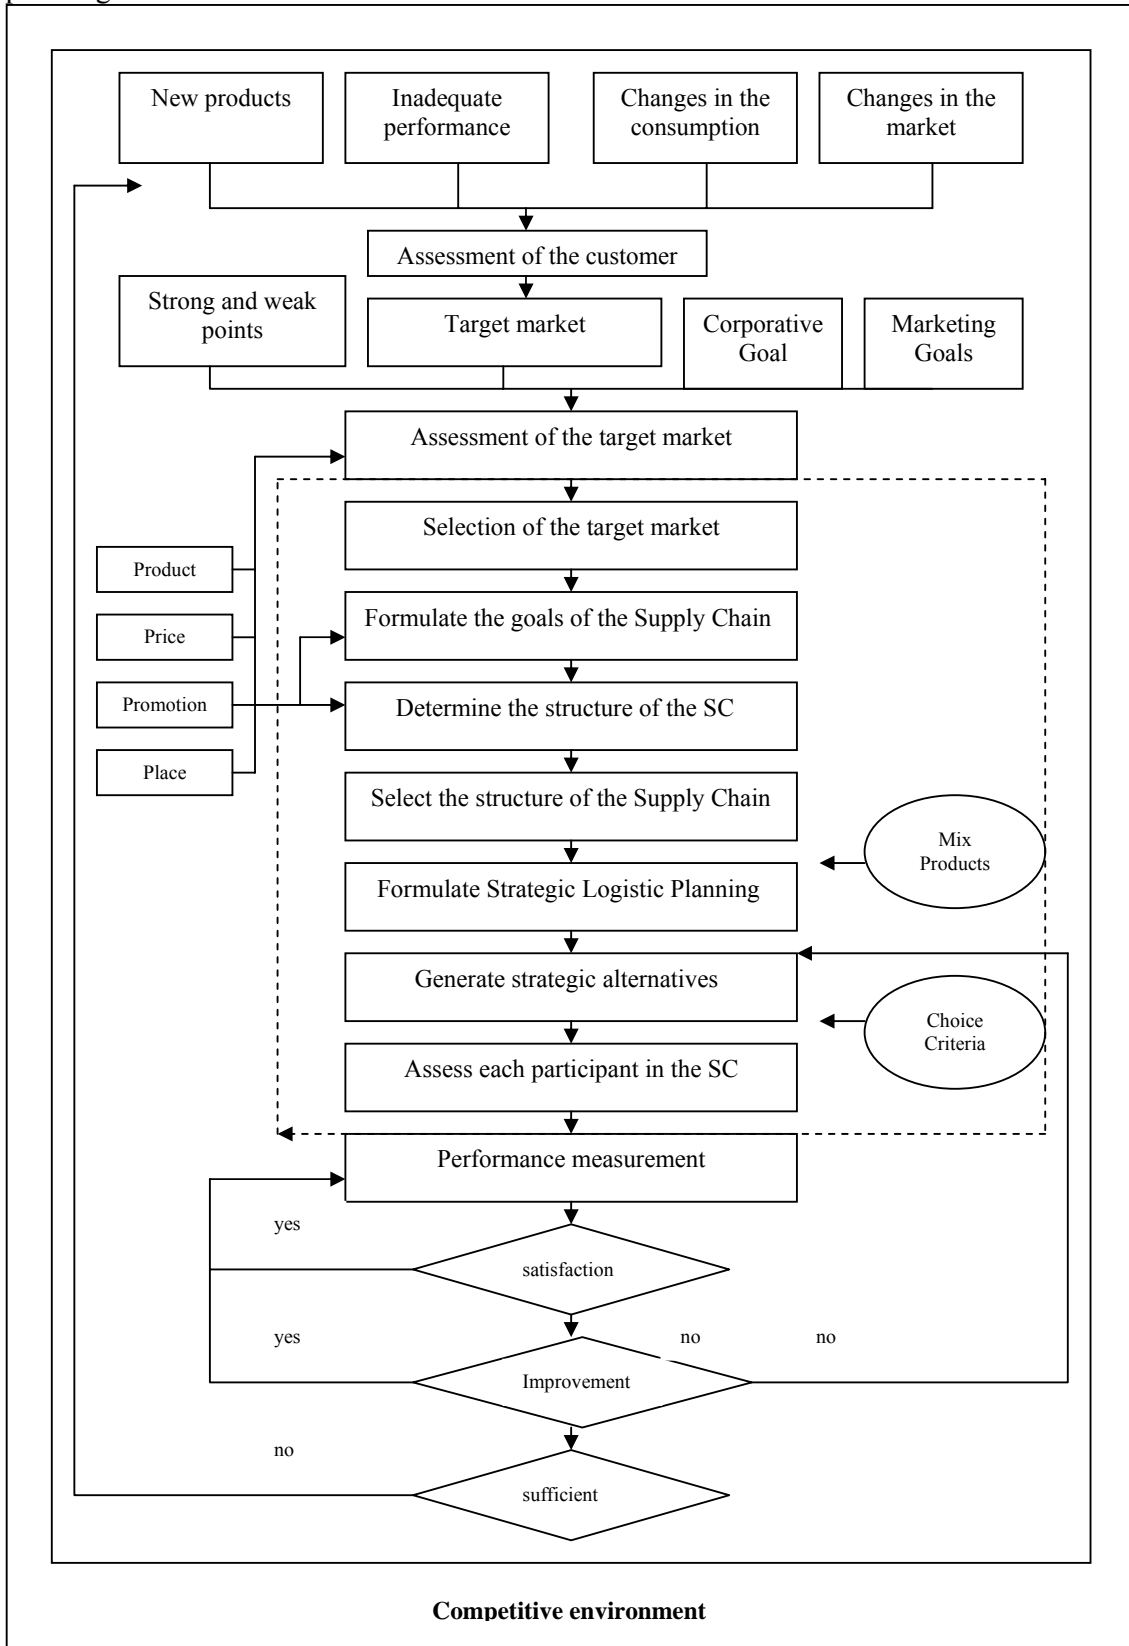 New products
Inadequate
performance
Changes in the
consumption
Changes in the
market
Assessment of the customer
Strong and weak
points
Target market
Corporative
Goal
Marketing
Goals
Assessment of the target market
Selection of the target market
Product
Formulate the goals of the Supply Chain
Price
Promotion
Determine the structure of the SC
Place
Select the structure of the Supply Chain
Mix
Products
Formulate Strategic Logistic Planning
Generate strategic alternatives
Choice
Criteria
Assess each participant in the SC
Performance measurement
yes
satisfaction
yes
no
no
Improvement
no
sufficient
Competitive environment